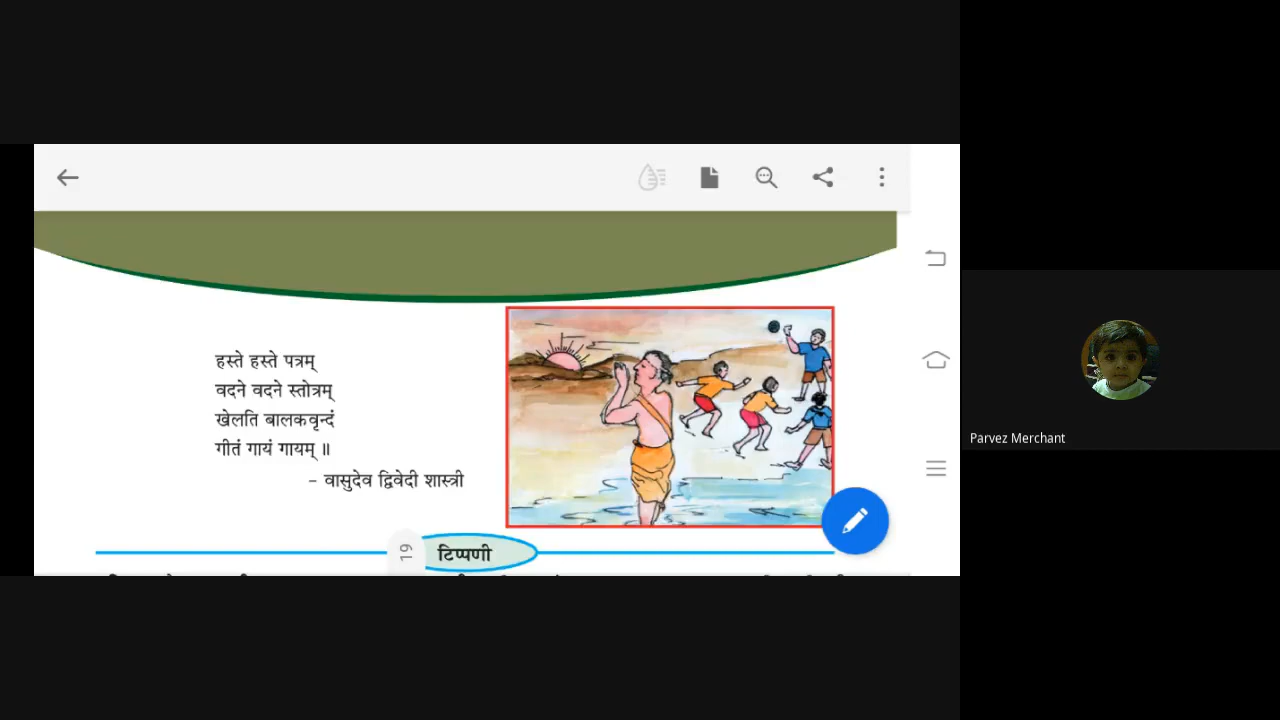 हस्ते हस्ते पत्रम्
वदने वदने स्तोत्रम्
खेलति बालकवृन्दं
गीतं गायं गायम् ॥
– वासुदेव द्विवेदी शास्त्री
19
टिप्पणी
Parvez Merchant